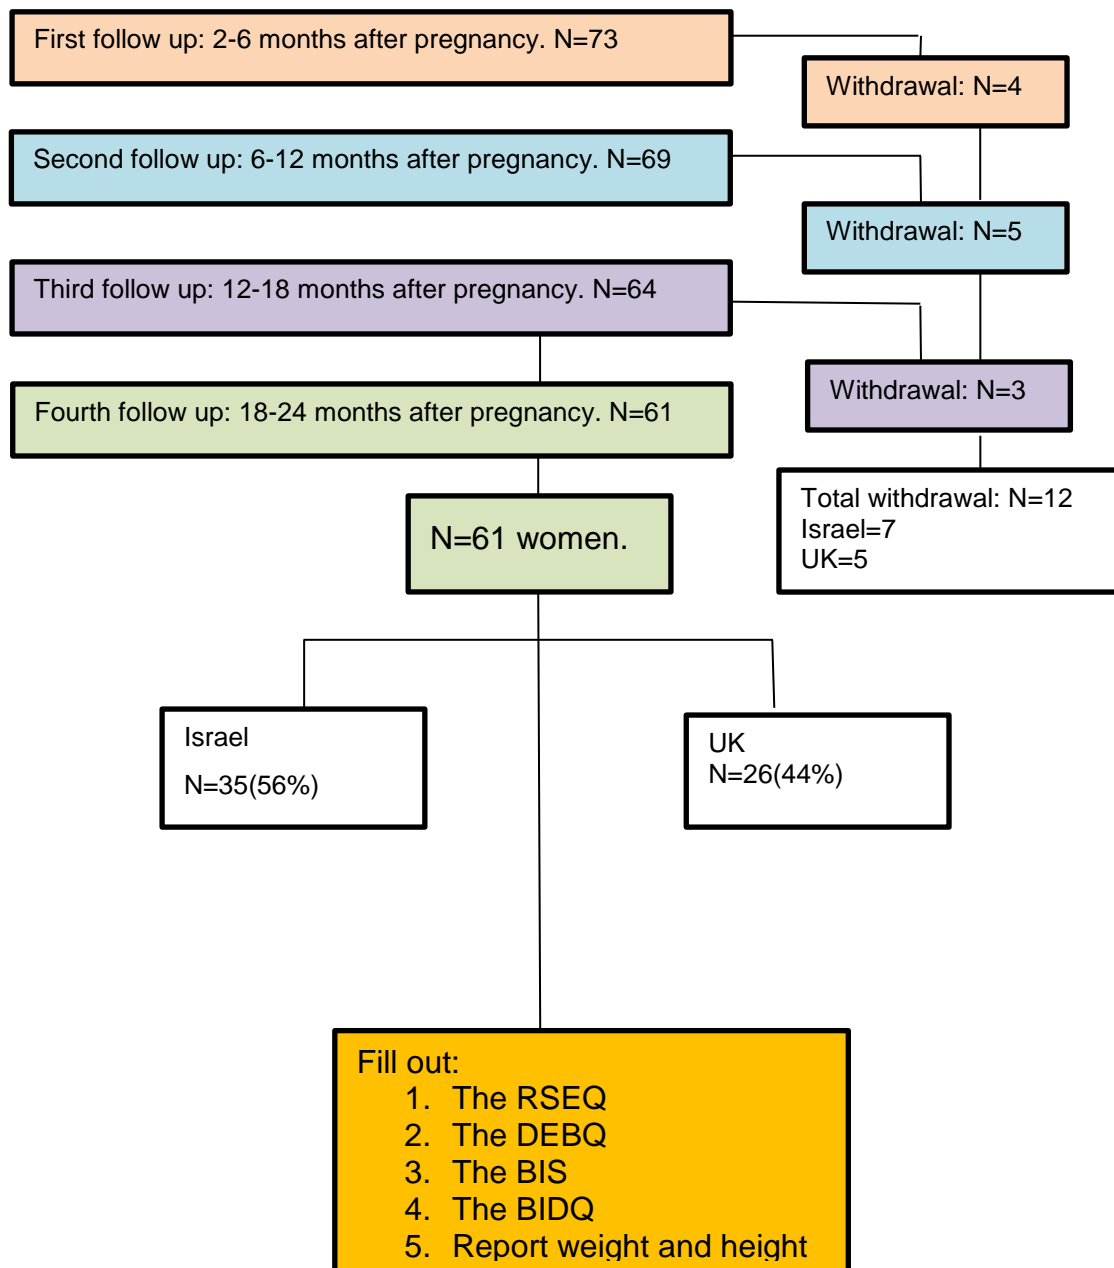 First follow up: 2-6 months after pregnancy. N=73
Withdrawal: N=4
Second follow up: 6-12 months after pregnancy. N=69
Withdrawal: N=5
Third follow up: 12-18 months after pregnancy. N=64
Withdrawal: N=3
Fourth follow up: 18-24 months after pregnancy. N=61
Total withdrawal: N=12
Israel=7
UK=5
N=61 women.
Israel
N=35(56%)
UK
N=26(44%)
Fill out:
1. The RSEQ
2. The DEBQ
3. The BIS
4. The BIDQ
5. Report weight and height